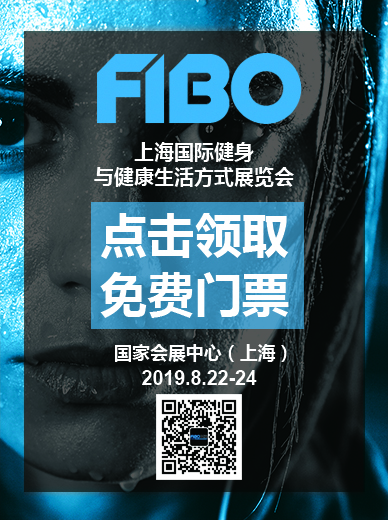 FIBO
上海国际健身
与健康生活方式展览会
点击领取
免费门票
国家会展中心（上海）
2019.8.22-24